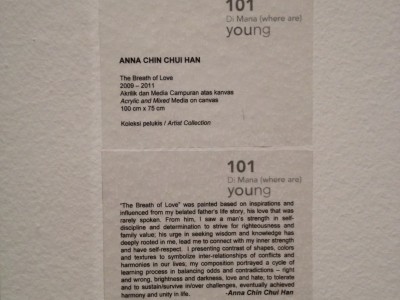 101
Di Mana (where are)
young
ANNA CHIN CHUI HAN
The Breath of Love
2009 – 2011
Akrilik dan Media Campuran atas kanvas
Acrylic and Mixed Media on canvas
100 cm x 75 cm
Koleksi pelukis / Artist Collection
101
Di Mana (where are)
young
"The Breath of Love" was painted based on inspirations and
influenced from my belated father's life story, his love that was
rarely spoken. From him, I saw a man's strength in self-
discipline and determination to strive for righteousness and
family value; his urge in seeking wisdom and knowledge has
deeply rooted in me, lead me to connect with my inner strength
and have self-respect. I presenting contrast of shapes, colors
and textures to symbolize inter-relationships of conflicts and
harmonies in our lives; my composition portrayed a cycle of
learning process in balancing odds and contradictions – right
and wrong, brightness and darkness, love and hate; to tolerate
and to sustain/survive in/over challenges, eventually achieved
harmony and unity in life.
-Anna Chin Chui Han